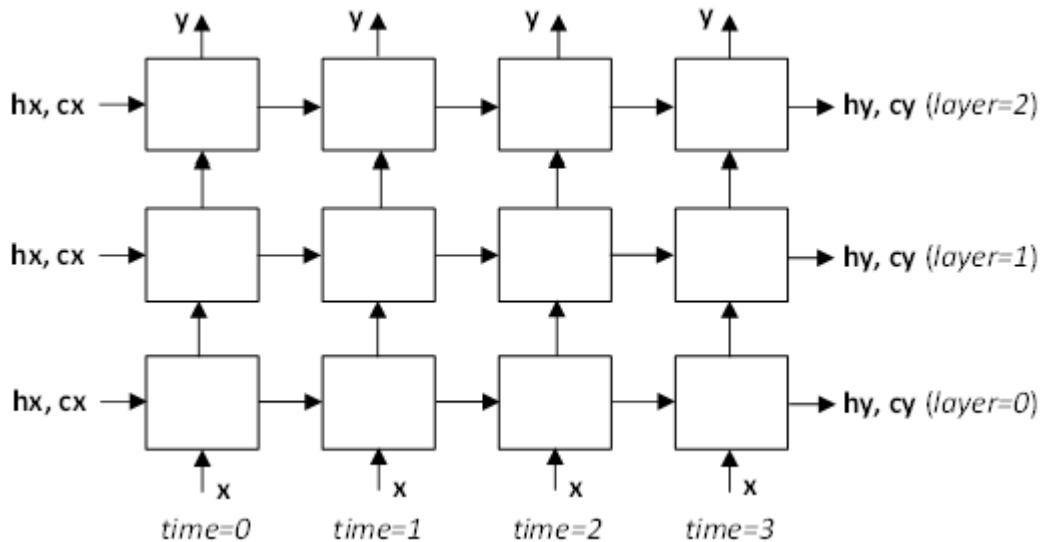 y y y y
hx, cx hy, cy (layer=2)
hx, cx hy, cy (layer=1)
hx, cx hy, cy (layer=0)
x x x x
time=0 time=1 time=2 time=3